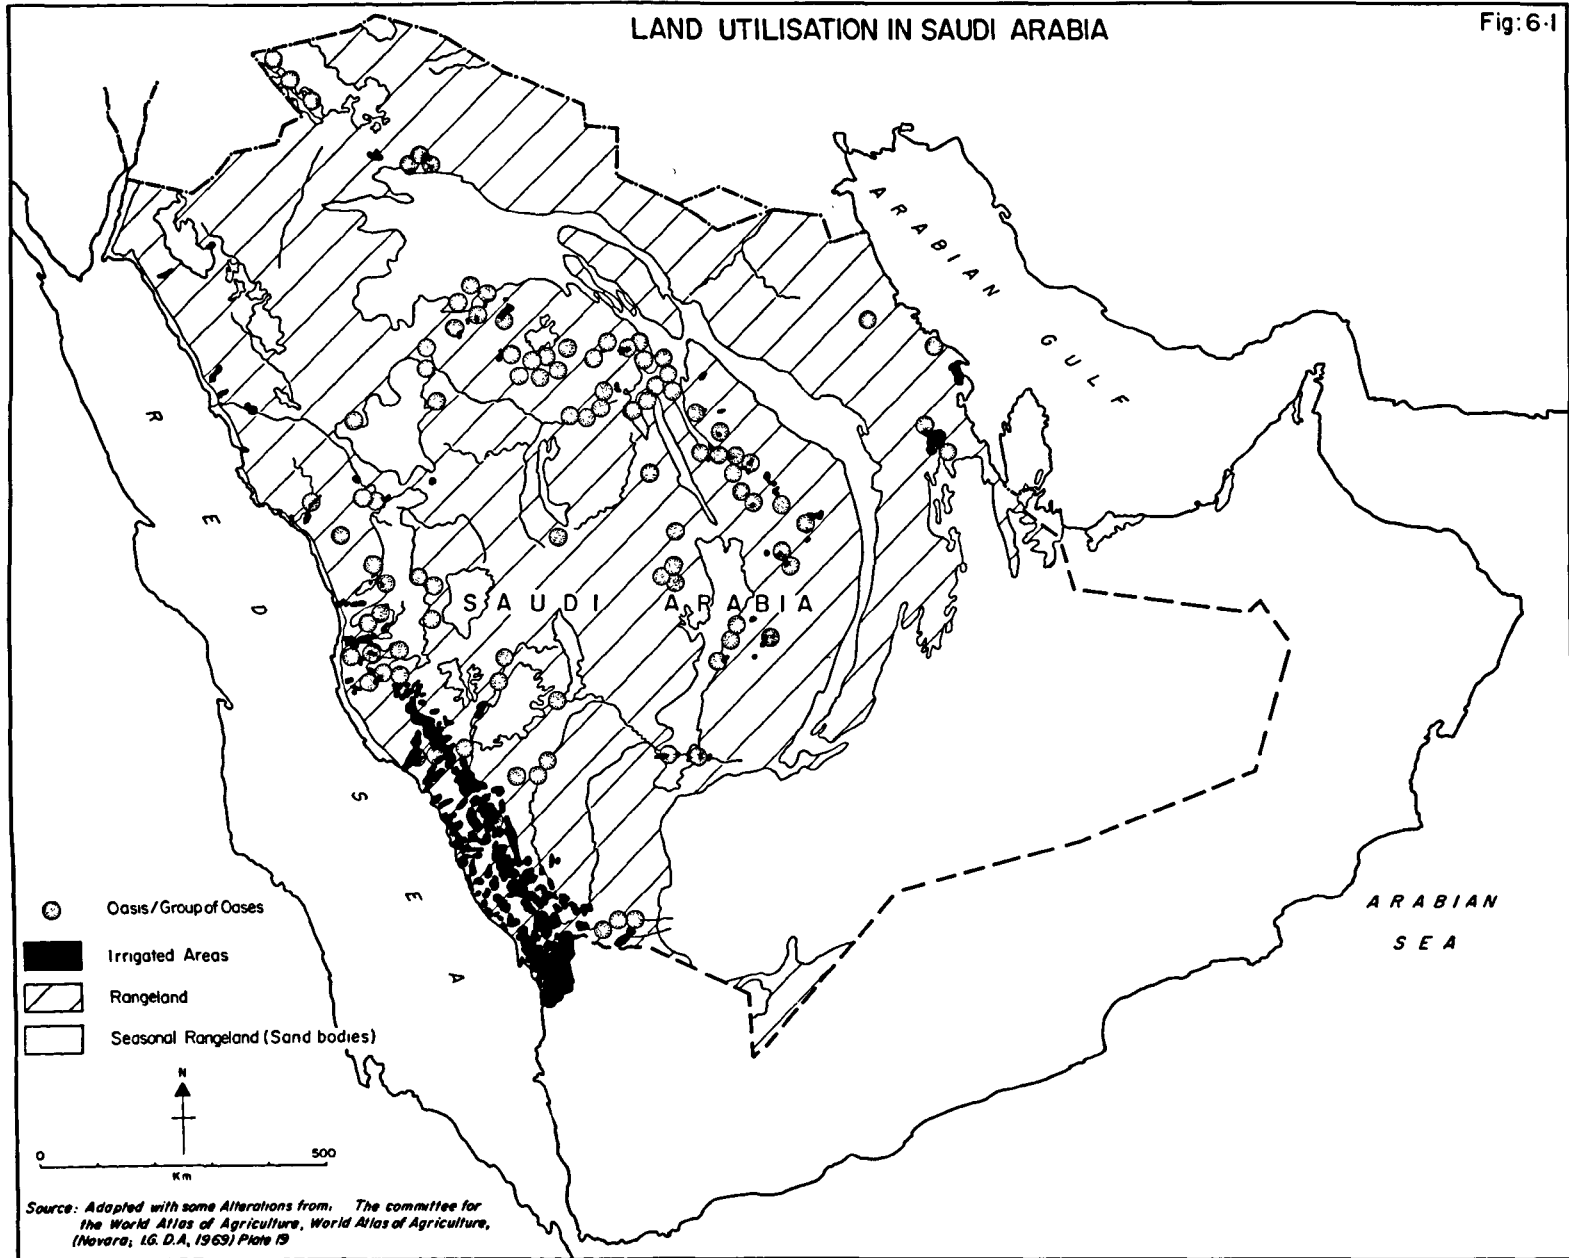 LAND UTILISATION IN SAUDI ARABIA
Fig: 6·1
ARABIAN GULF
RED SEA
SAUDI ARABIA
ARABIAN
SEA
Oasis/Group of Oases
Irrigated Areas
Rangeland
Seasonal Rangeland (Sand bodies)
N
0 500
Km
Source: Adapted with some Alterations from, The committee for
the World Atlas of Agriculture, World Atlas of Agriculture,
(Novara; I.G. D.A, 1969) Plate 19